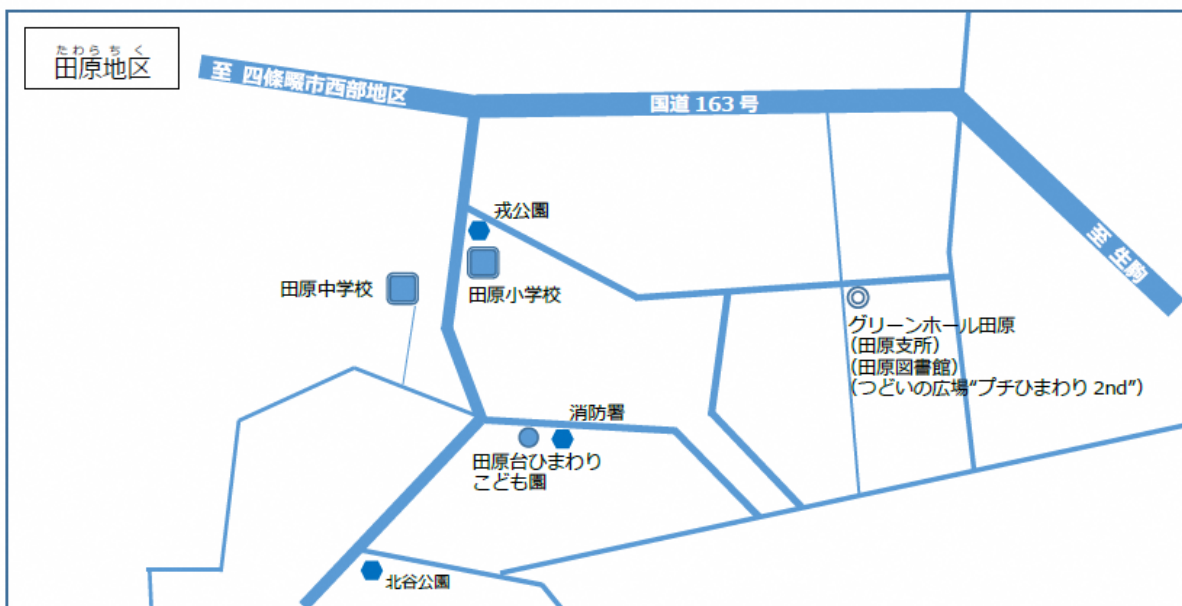 たわらちく
田原地区
至 四條畷市西部地区
国道 163 号
至 生駒
戎公園
田原中学校
田原小学校
グリーンホール田原
（田原支所）
（田原図書館）
（つどいの広場“プチひまわり 2nd”）
消防署
田原台ひまわり
こども園
北谷公園